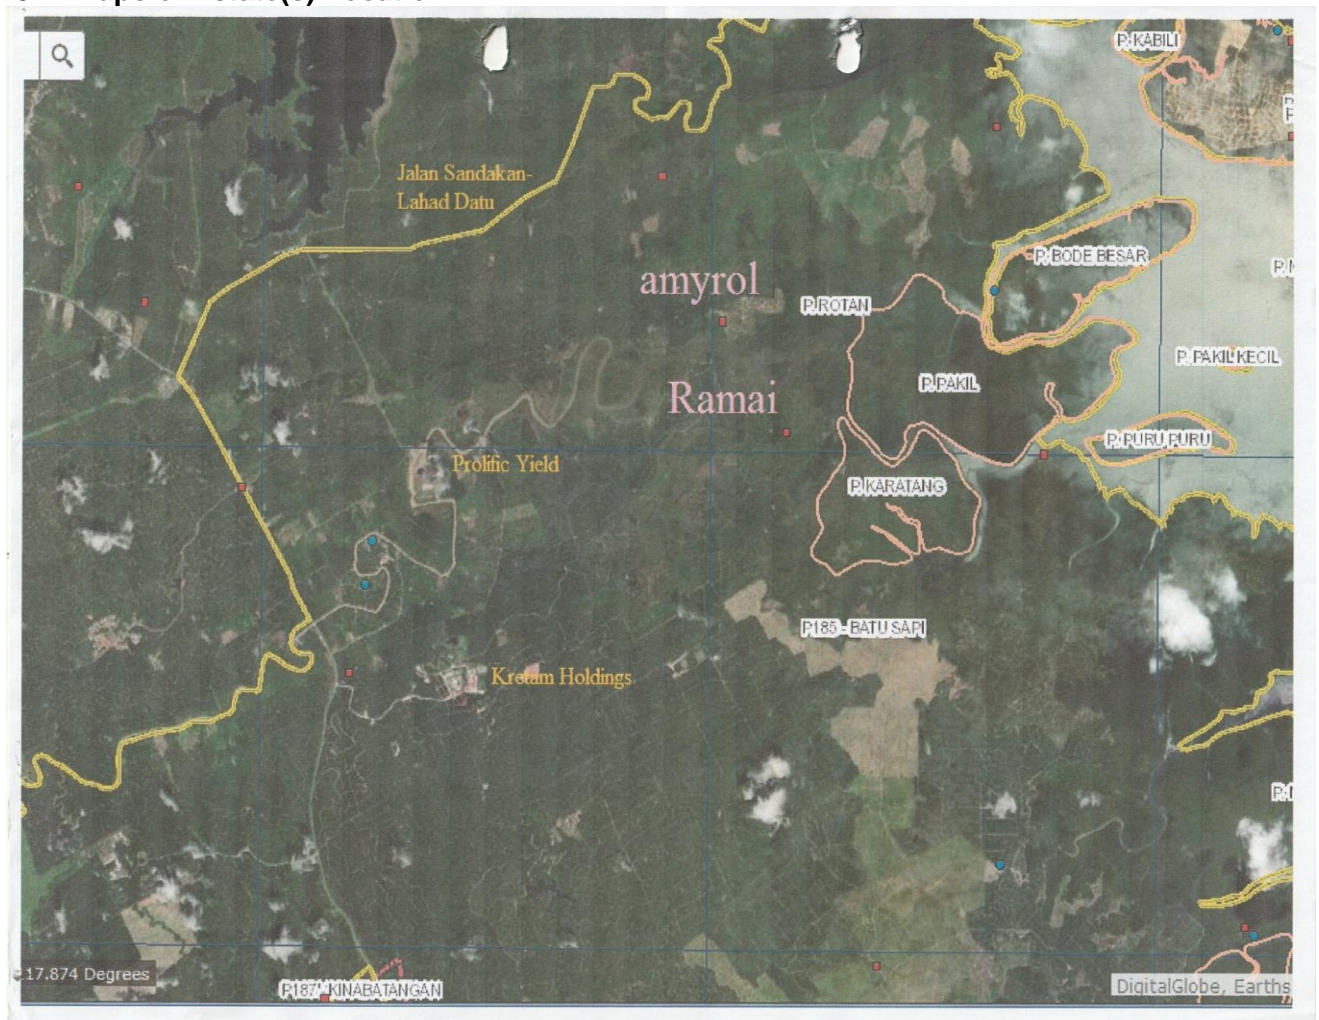 P. KABILI
Jalan Sandakan-
Lahad Datu
P. BODE BESAR
amyrol
P. ROTAN
P. PAKIL KECIL
P. PAKIL
Ramai
P. PURU PURU
Prolific Yield
P. KARATANG
P185 - BATU SAPI
Kretam Holdings
17.874 Degrees
P187 - KINABATANGAN
DigitalGlobe, Earths